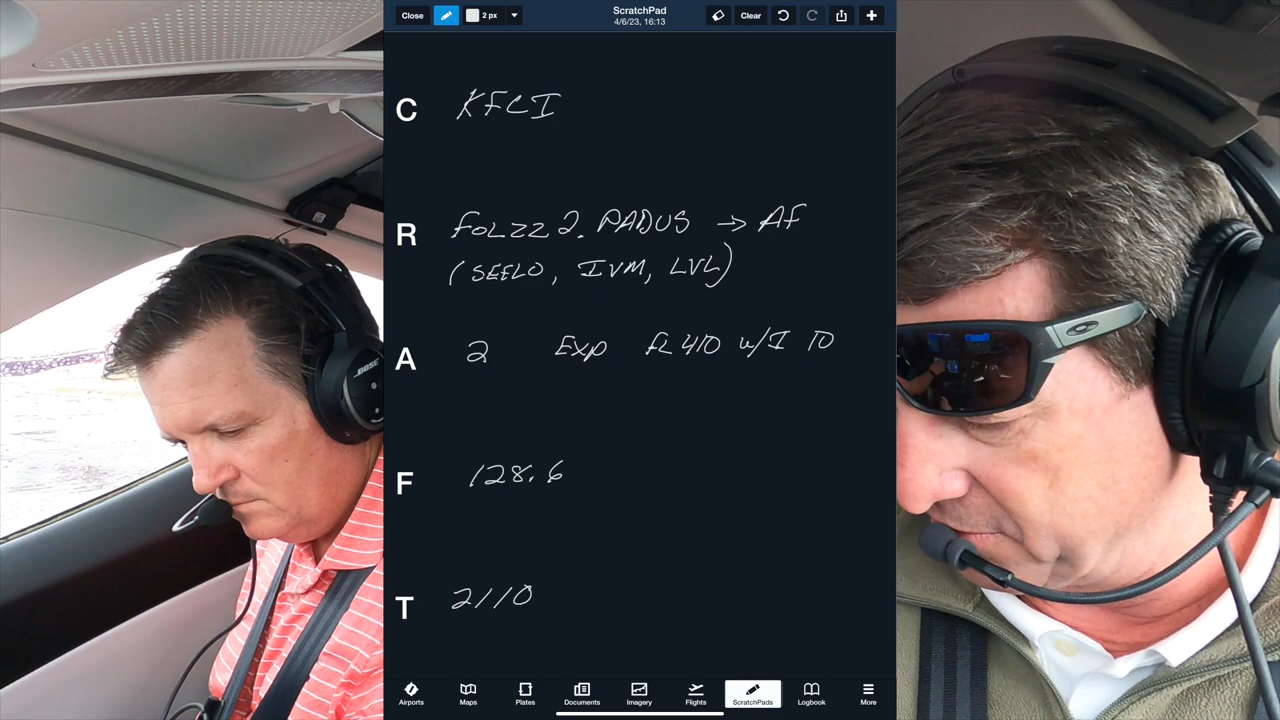 Close 2 px ScratchPad Clear
4/6/23, 16:13
C KFCI
R FOLZZ2. PADUS → AF
(SEELO, IVM, LVL)
A 2 Exp FL410 w/I 10
F 128.6
T 2110
Airports Maps Plates Documents Imagery Flights ScratchPads Logbook More
BOSE